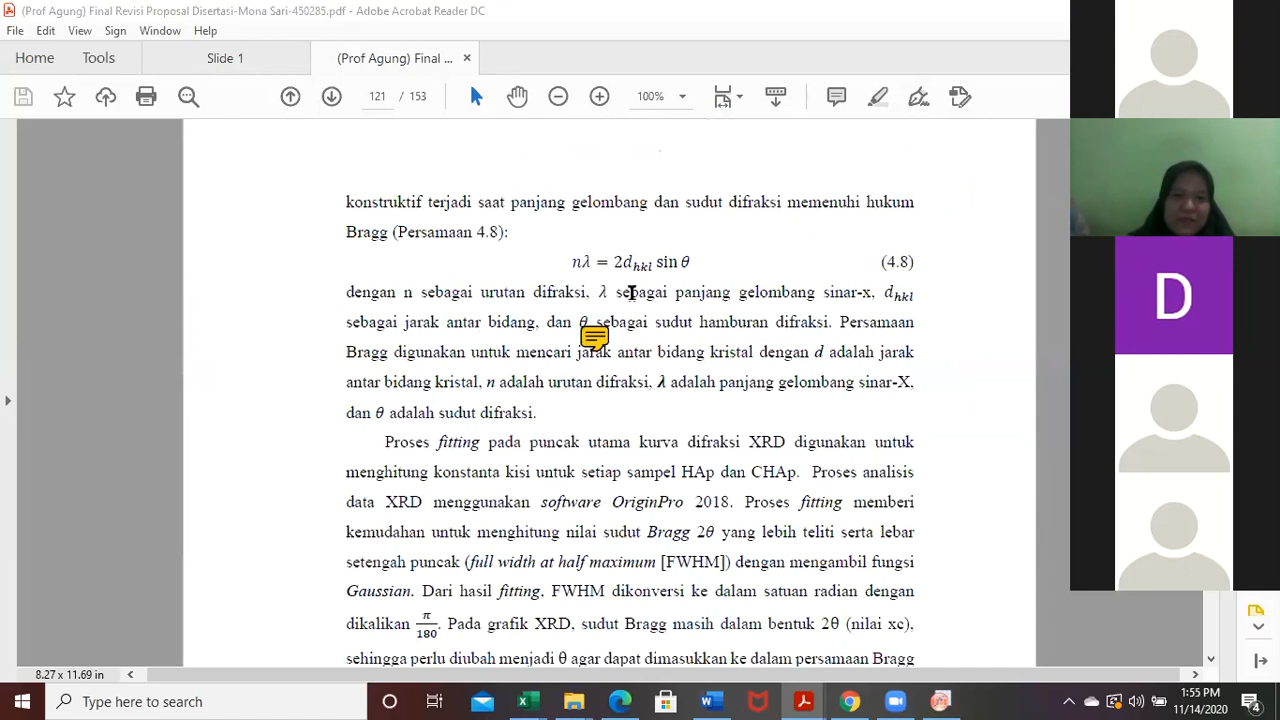 (Prof Agung) Final Revisi Proposal Disertasi-Mona Sari-450285.pdf - Adobe Acrobat Reader DC
File Edit View Sign Window Help
Home Tools Slide 1 (Prof Agung) Final ... ×
121 / 153 100%
konstruktif terjadi saat panjang gelombang dan sudut difraksi memenuhi hukum
Bragg (Persamaan 4.8):
nλ = 2d_hkl sin θ (4.8)
dengan n sebagai urutan difraksi, λ sebagai panjang gelombang sinar-x, d_hkl
sebagai jarak antar bidang, dan θ sebagai sudut hamburan difraksi. Persamaan
Bragg digunakan untuk mencari jarak antar bidang kristal dengan d adalah jarak
antar bidang kristal, n adalah urutan difraksi, λ adalah panjang gelombang sinar-X,
dan θ adalah sudut difraksi.
Proses fitting pada puncak utama kurva difraksi XRD digunakan untuk
menghitung konstanta kisi untuk setiap sampel HAp dan CHAp. Proses analisis
data XRD menggunakan software OriginPro 2018. Proses fitting memberi
kemudahan untuk menghitung nilai sudut Bragg 2θ yang lebih teliti serta lebar
setengah puncak (full width at half maximum [FWHM]) dengan mengambil fungsi
Gaussian. Dari hasil fitting, FWHM dikonversi ke dalam satuan radian dengan
dikalikan π/180. Pada grafik XRD, sudut Bragg masih dalam bentuk 2θ (nilai xc),
sehingga perlu diubah menjadi θ agar dapat dimasukkan ke dalam persamaan Bragg
D
8.27 x 11.69 in
Type here to search
1:55 PM
11/14/2020
4